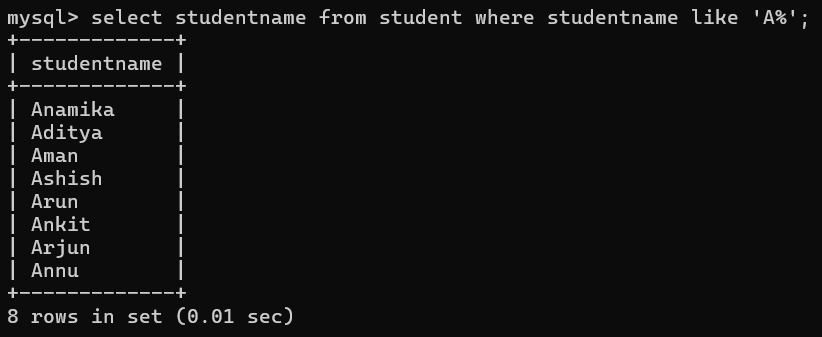 mysql> select studentname from student where studentname like 'A%';
+-------------+
| studentname |
+-------------+
| Anamika     |
| Aditya      |
| Aman        |
| Ashish      |
| Arun        |
| Ankit       |
| Arjun       |
| Annu        |
+-------------+
8 rows in set (0.01 sec)